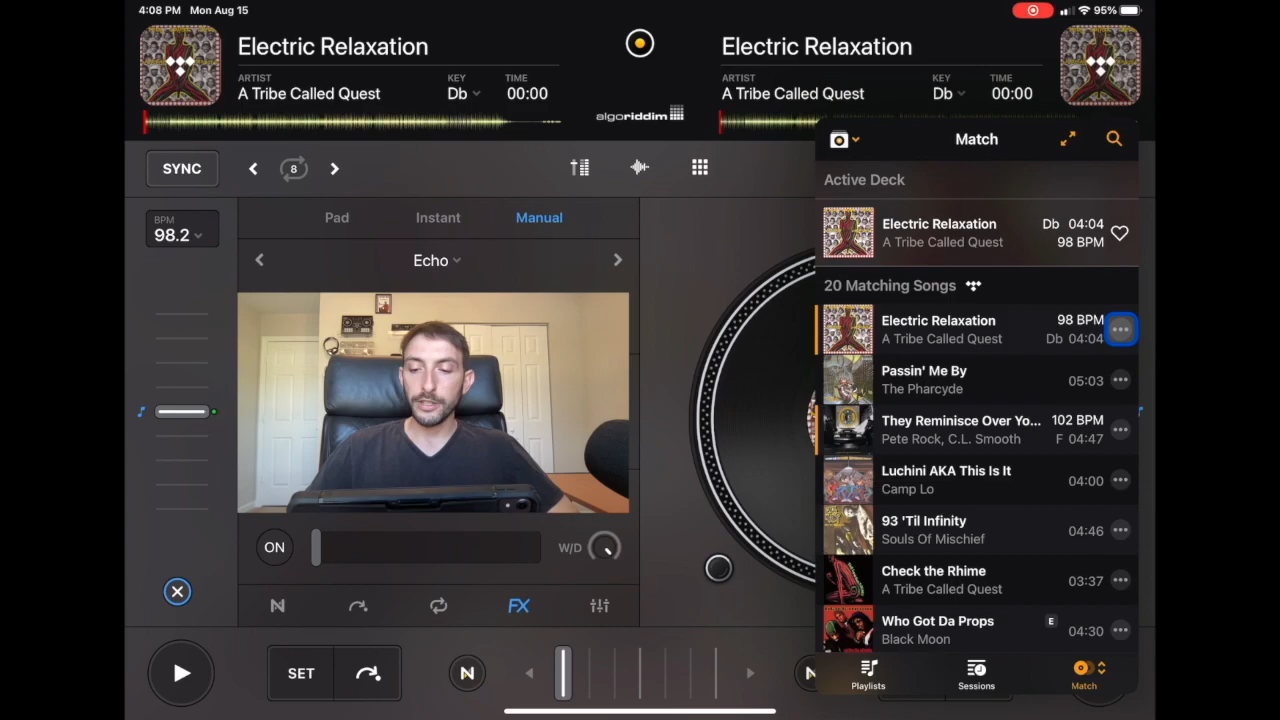 4:08 PM Mon Aug 15
95%
Electric Relaxation
ARTIST KEY TIME
A Tribe Called Quest Db 00:00
algoriddim
Electric Relaxation
ARTIST KEY TIME
A Tribe Called Quest Db 00:00
SYNC
8
BPM
98.2
Pad Instant Manual
Echo
ON
W/D
FX
SET
Match
Active Deck
Electric Relaxation Db 04:04
A Tribe Called Quest 98 BPM
20 Matching Songs
Electric Relaxation 98 BPM
A Tribe Called Quest Db 04:04
Passin' Me By
The Pharcyde 05:03
They Reminisce Over Yo... 102 BPM
Pete Rock, C.L. Smooth F 04:47
Luchini AKA This Is It
Camp Lo 04:00
93 'Til Infinity
Souls Of Mischief 04:46
Check the Rhime
A Tribe Called Quest 03:37
Who Got Da Props E
Black Moon 04:30
Playlists Sessions Match